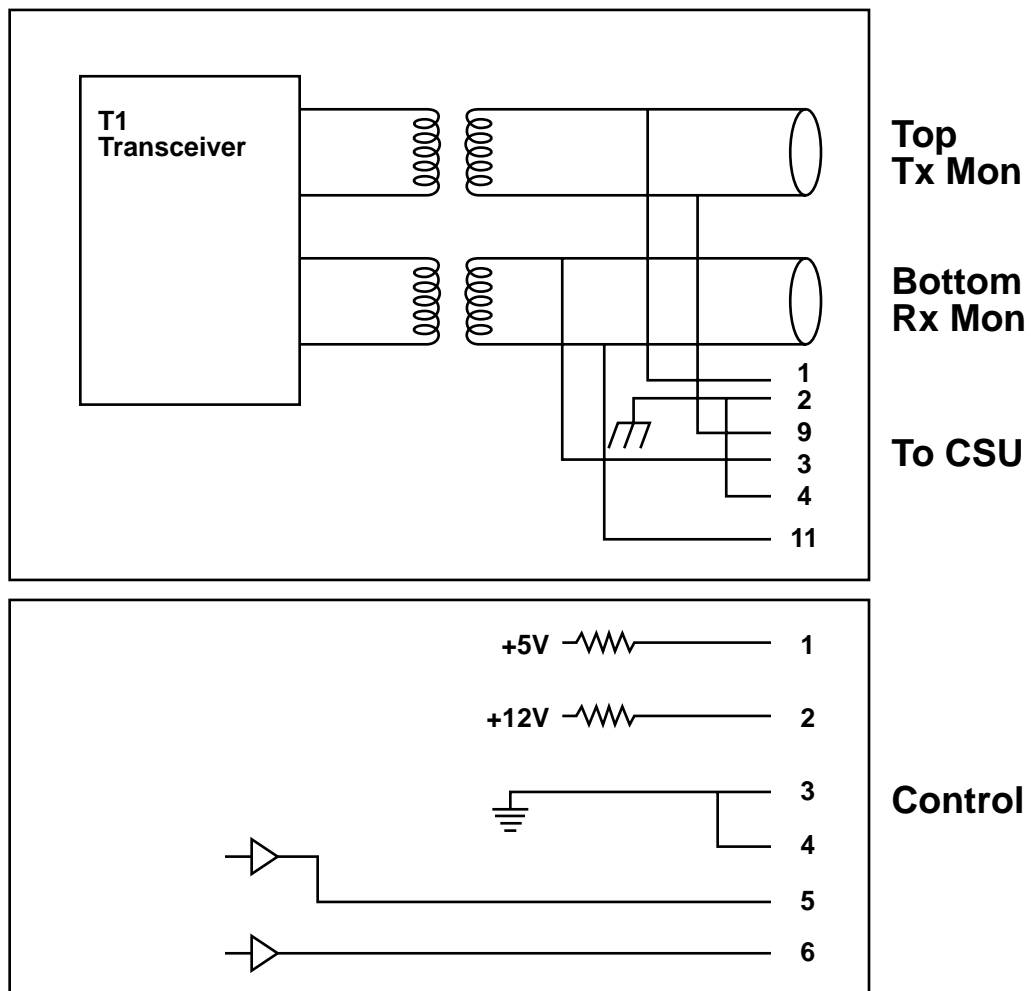 T1
Transceiver
Top
Tx Mon
Bottom
Rx Mon
1
2
9
3
4
11
To CSU
+5V 1
+12V 2
3
4
5
6
Control